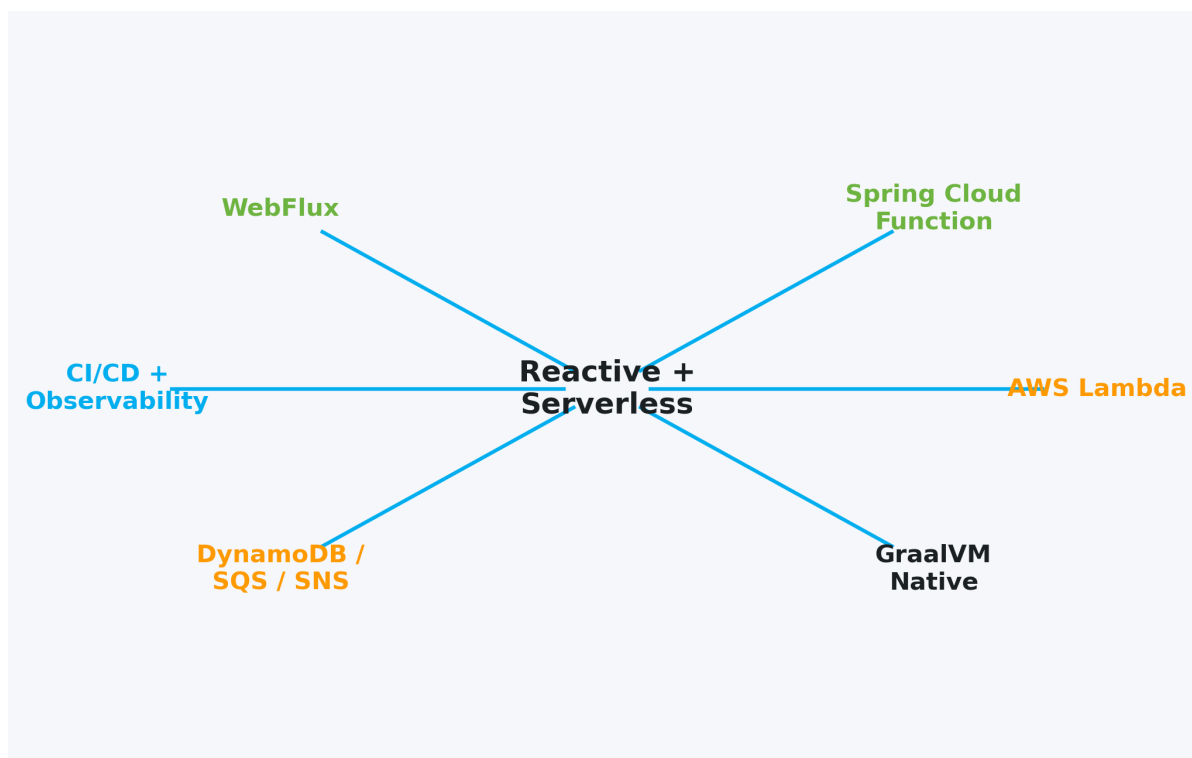 WebFlux
Spring Cloud
Function
CI/CD +
Observability
Reactive +
Serverless
AWS Lambda
DynamoDB /
SQS / SNS
GraalVM
Native